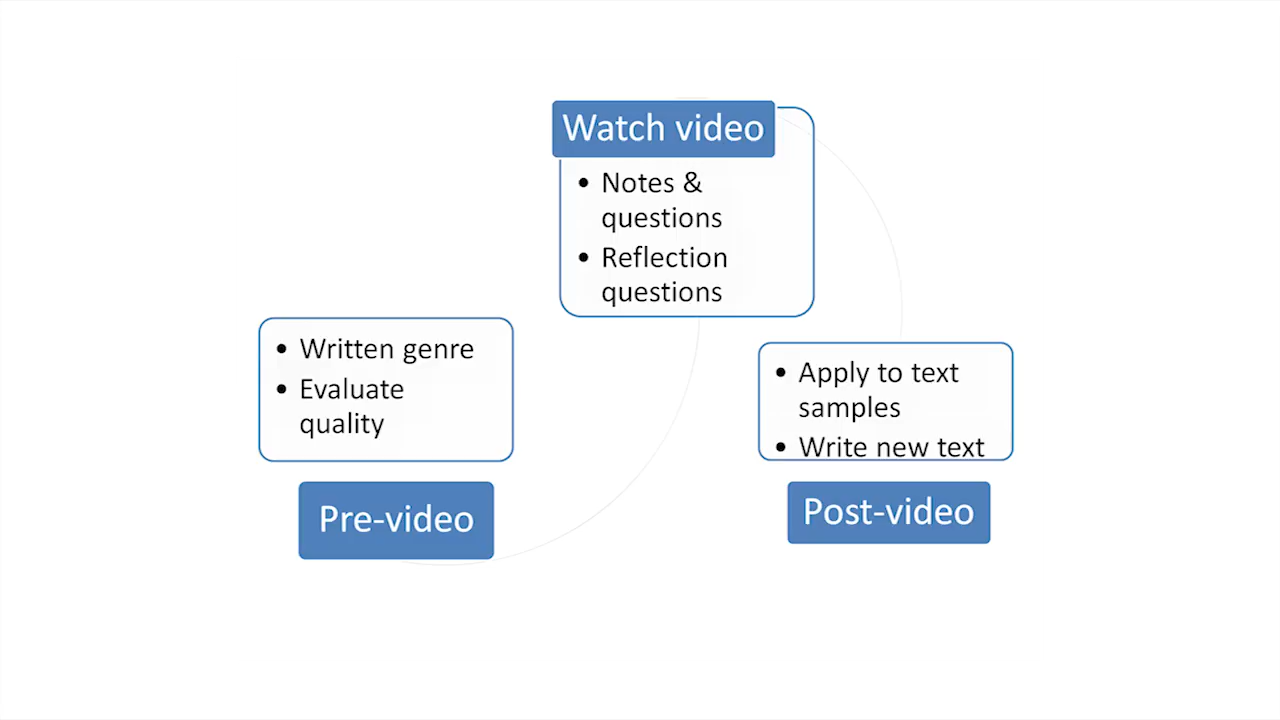 Watch video
• Notes &
questions
• Reflection
questions
• Written genre
• Evaluate
quality
Pre-video
• Apply to text
samples
• Write new text
Post-video